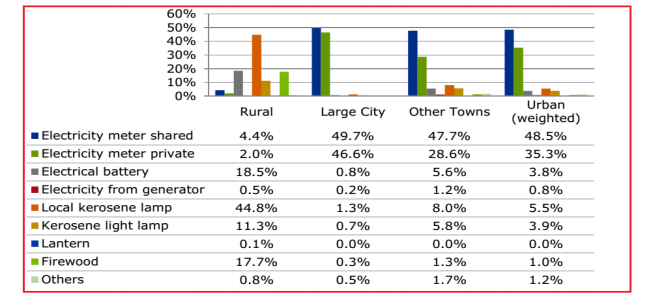 60%
50%
40%
30%
20%
10%
0%
Rural Large City Other Towns Urban (weighted)
Electricity meter shared 4.4% 49.7% 47.7% 48.5%
Electricity meter private 2.0% 46.6% 28.6% 35.3%
Electrical battery 18.5% 0.8% 5.6% 3.8%
Electricity from generator 0.5% 0.2% 1.2% 0.8%
Local kerosene lamp 44.8% 1.3% 8.0% 5.5%
Kerosene light lamp 11.3% 0.7% 5.8% 3.9%
Lantern 0.1% 0.0% 0.0% 0.0%
Firewood 17.7% 0.3% 1.3% 1.0%
Others 0.8% 0.5% 1.7% 1.2%